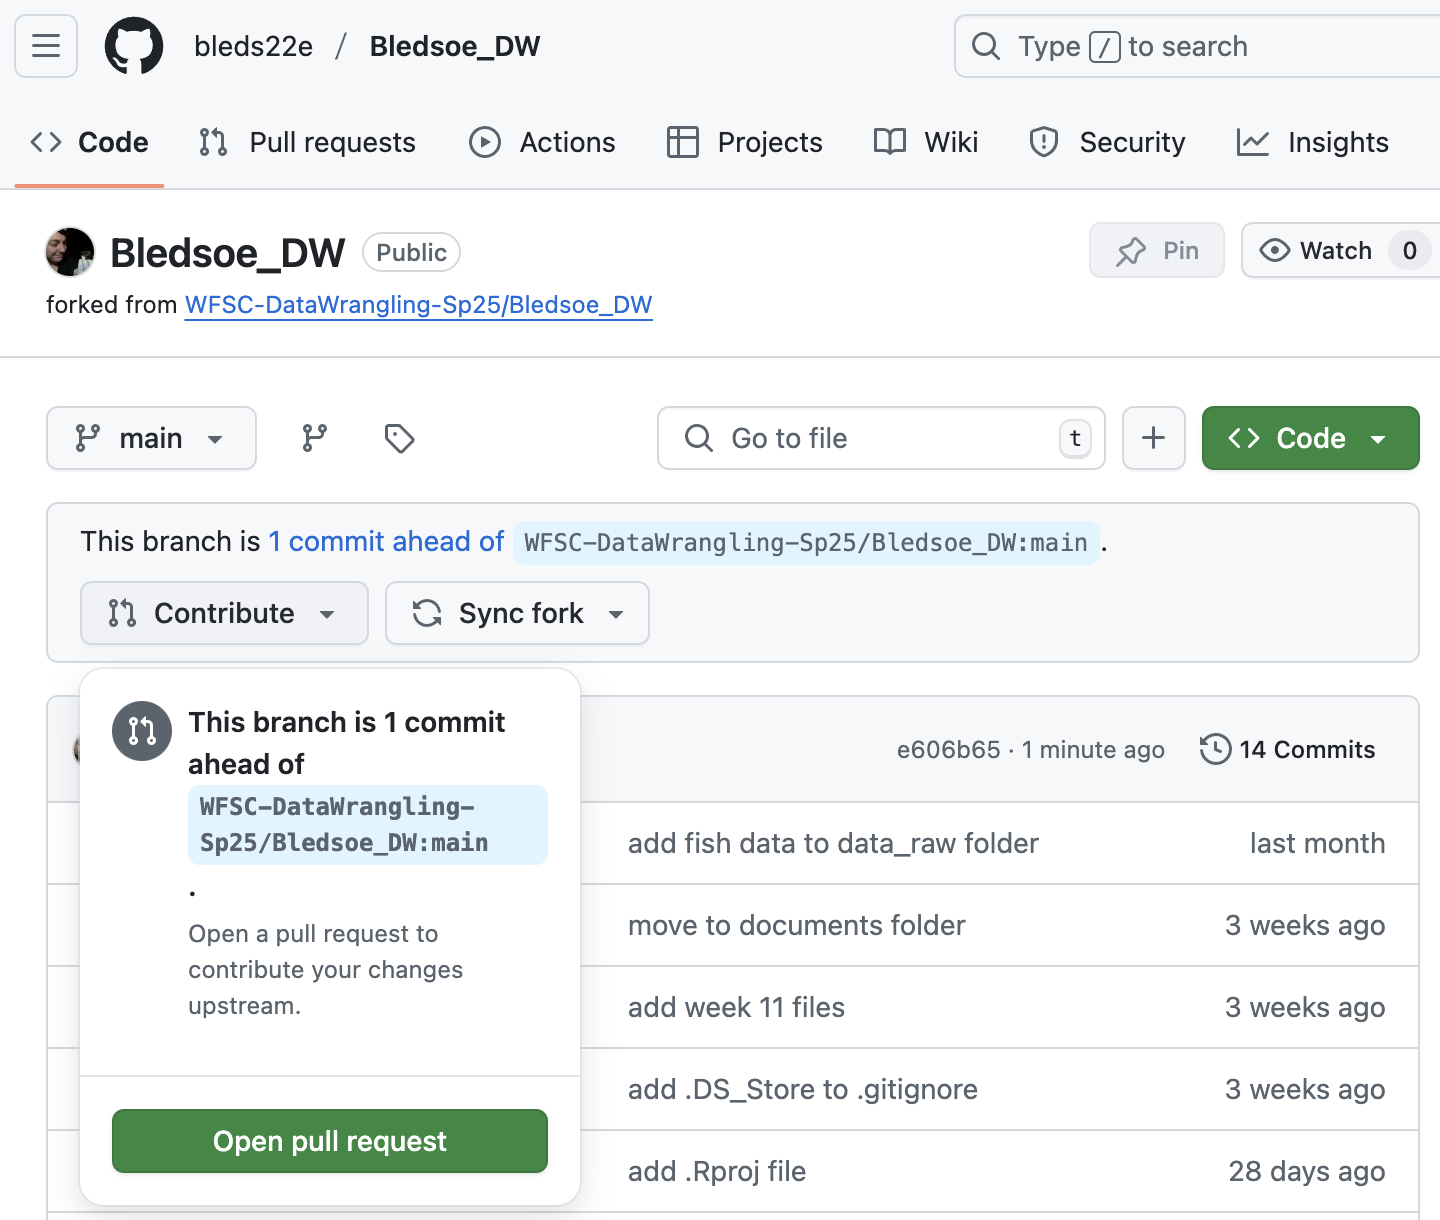 bleds22e / Bledsoe_DW
Type / to search
Code
Pull requests
Actions
Projects
Wiki
Security
Insights
Bledsoe_DW
Public
Pin
Watch 0
forked from WFSC-DataWrangling-Sp25/Bledsoe_DW
main
Go to file
t
Code
This branch is 1 commit ahead of WFSC-DataWrangling-Sp25/Bledsoe_DW:main .
Contribute
Sync fork
This branch is 1 commit
ahead of
WFSC-DataWrangling-
Sp25/Bledsoe_DW:main
.
Open a pull request to
contribute your changes
upstream.
Open pull request
e606b65 · 1 minute ago
14 Commits
add fish data to data_raw folder
last month
move to documents folder
3 weeks ago
add week 11 files
3 weeks ago
add .DS_Store to .gitignore
3 weeks ago
add .Rproj file
28 days ago